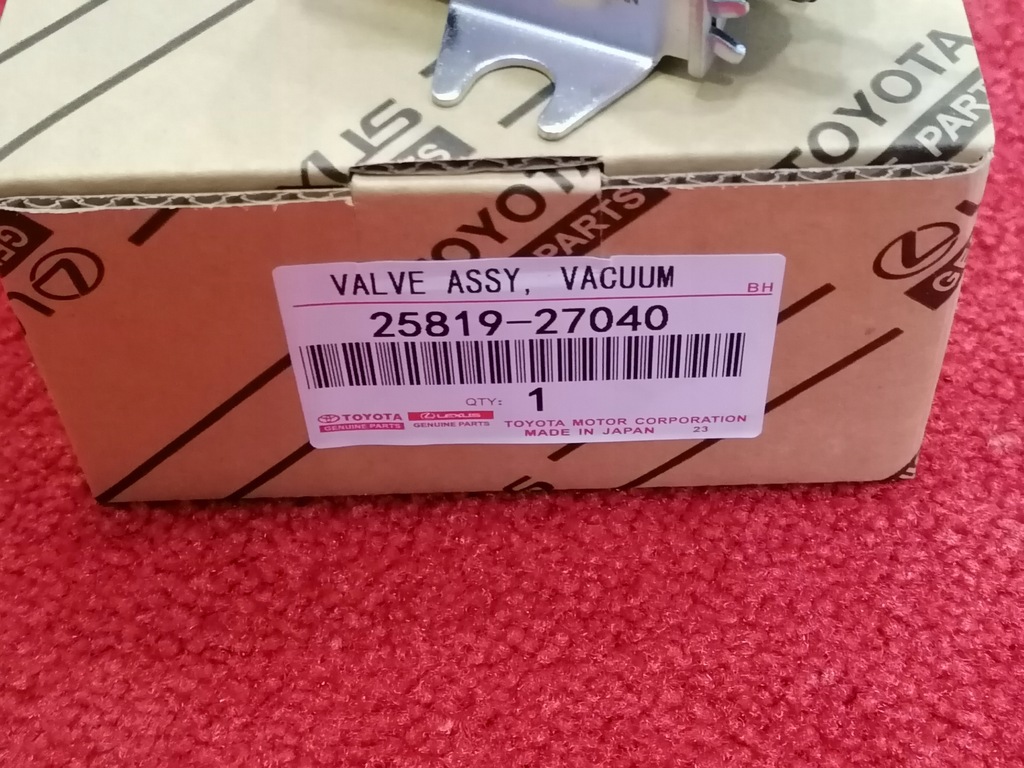 TOYOTA
PARTS
TOYOTA
PARTS
VALVE ASSY, VACUUM
BH
25819-27040
QTY: 1
TOYOTA
GENUINE PARTS
LEXUS
GENUINE PARTS
TOYOTA MOTOR CORPORATION
MADE IN JAPAN 23